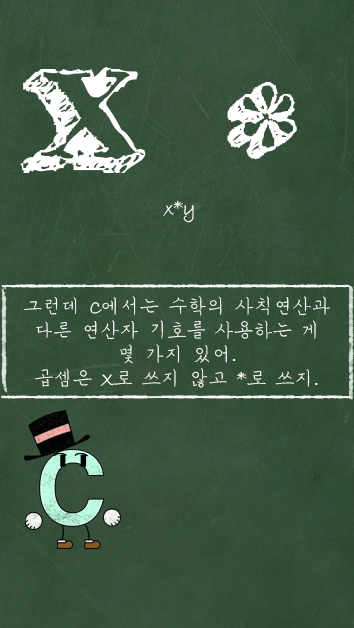 X *
x*y
그런데 C에서는 수학의 사칙연산과
다른 연산자 기호를 사용하는 게
몇 가지 있어.
곱셈은 X로 쓰지 않고 *로 쓰지.
C